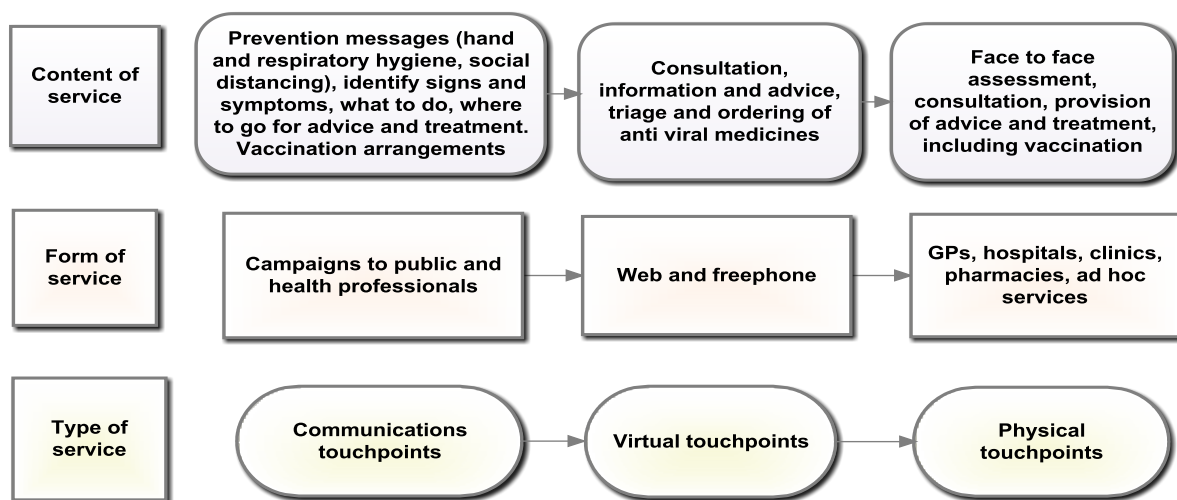 Content of
service
Prevention messages (hand
and respiratory hygiene, social
distancing), identify signs and
symptoms, what to do, where
to go for advice and treatment.
Vaccination arrangements
Consultation,
information and advice,
triage and ordering of
anti viral medicines
Face to face
assessment,
consultation, provision
of advice and treatment,
including vaccination
Form of
service
Campaigns to public and
health professionals
Web and freephone
GPs, hospitals, clinics,
pharmacies, ad hoc
services
Type of
service
Communications
touchpoints
Virtual touchpoints
Physical
touchpoints